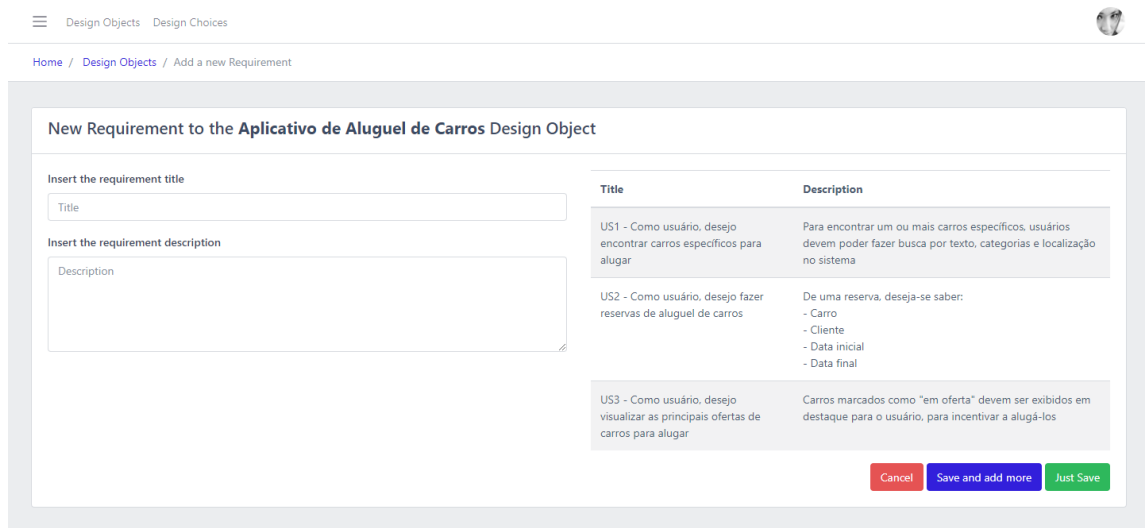 Design Objects Design Choices
Home / Design Objects / Add a new Requirement
New Requirement to the Aplicativo de Aluguel de Carros Design Object
Insert the requirement title
Title
Insert the requirement description
Description
Title Description
US1 - Como usuário, desejo
encontrar carros específicos para
alugar
Para encontrar um ou mais carros específicos, usuários
devem poder fazer busca por texto, categorias e localização
no sistema
US2 - Como usuário, desejo fazer
reservas de aluguel de carros
De uma reserva, deseja-se saber:
- Carro
- Cliente
- Data inicial
- Data final
US3 - Como usuário, desejo
visualizar as principais ofertas de
carros para alugar
Carros marcados como "em oferta" devem ser exibidos em
destaque para o usuário, para incentivar a alugá-los
Cancel Save and add more Just Save